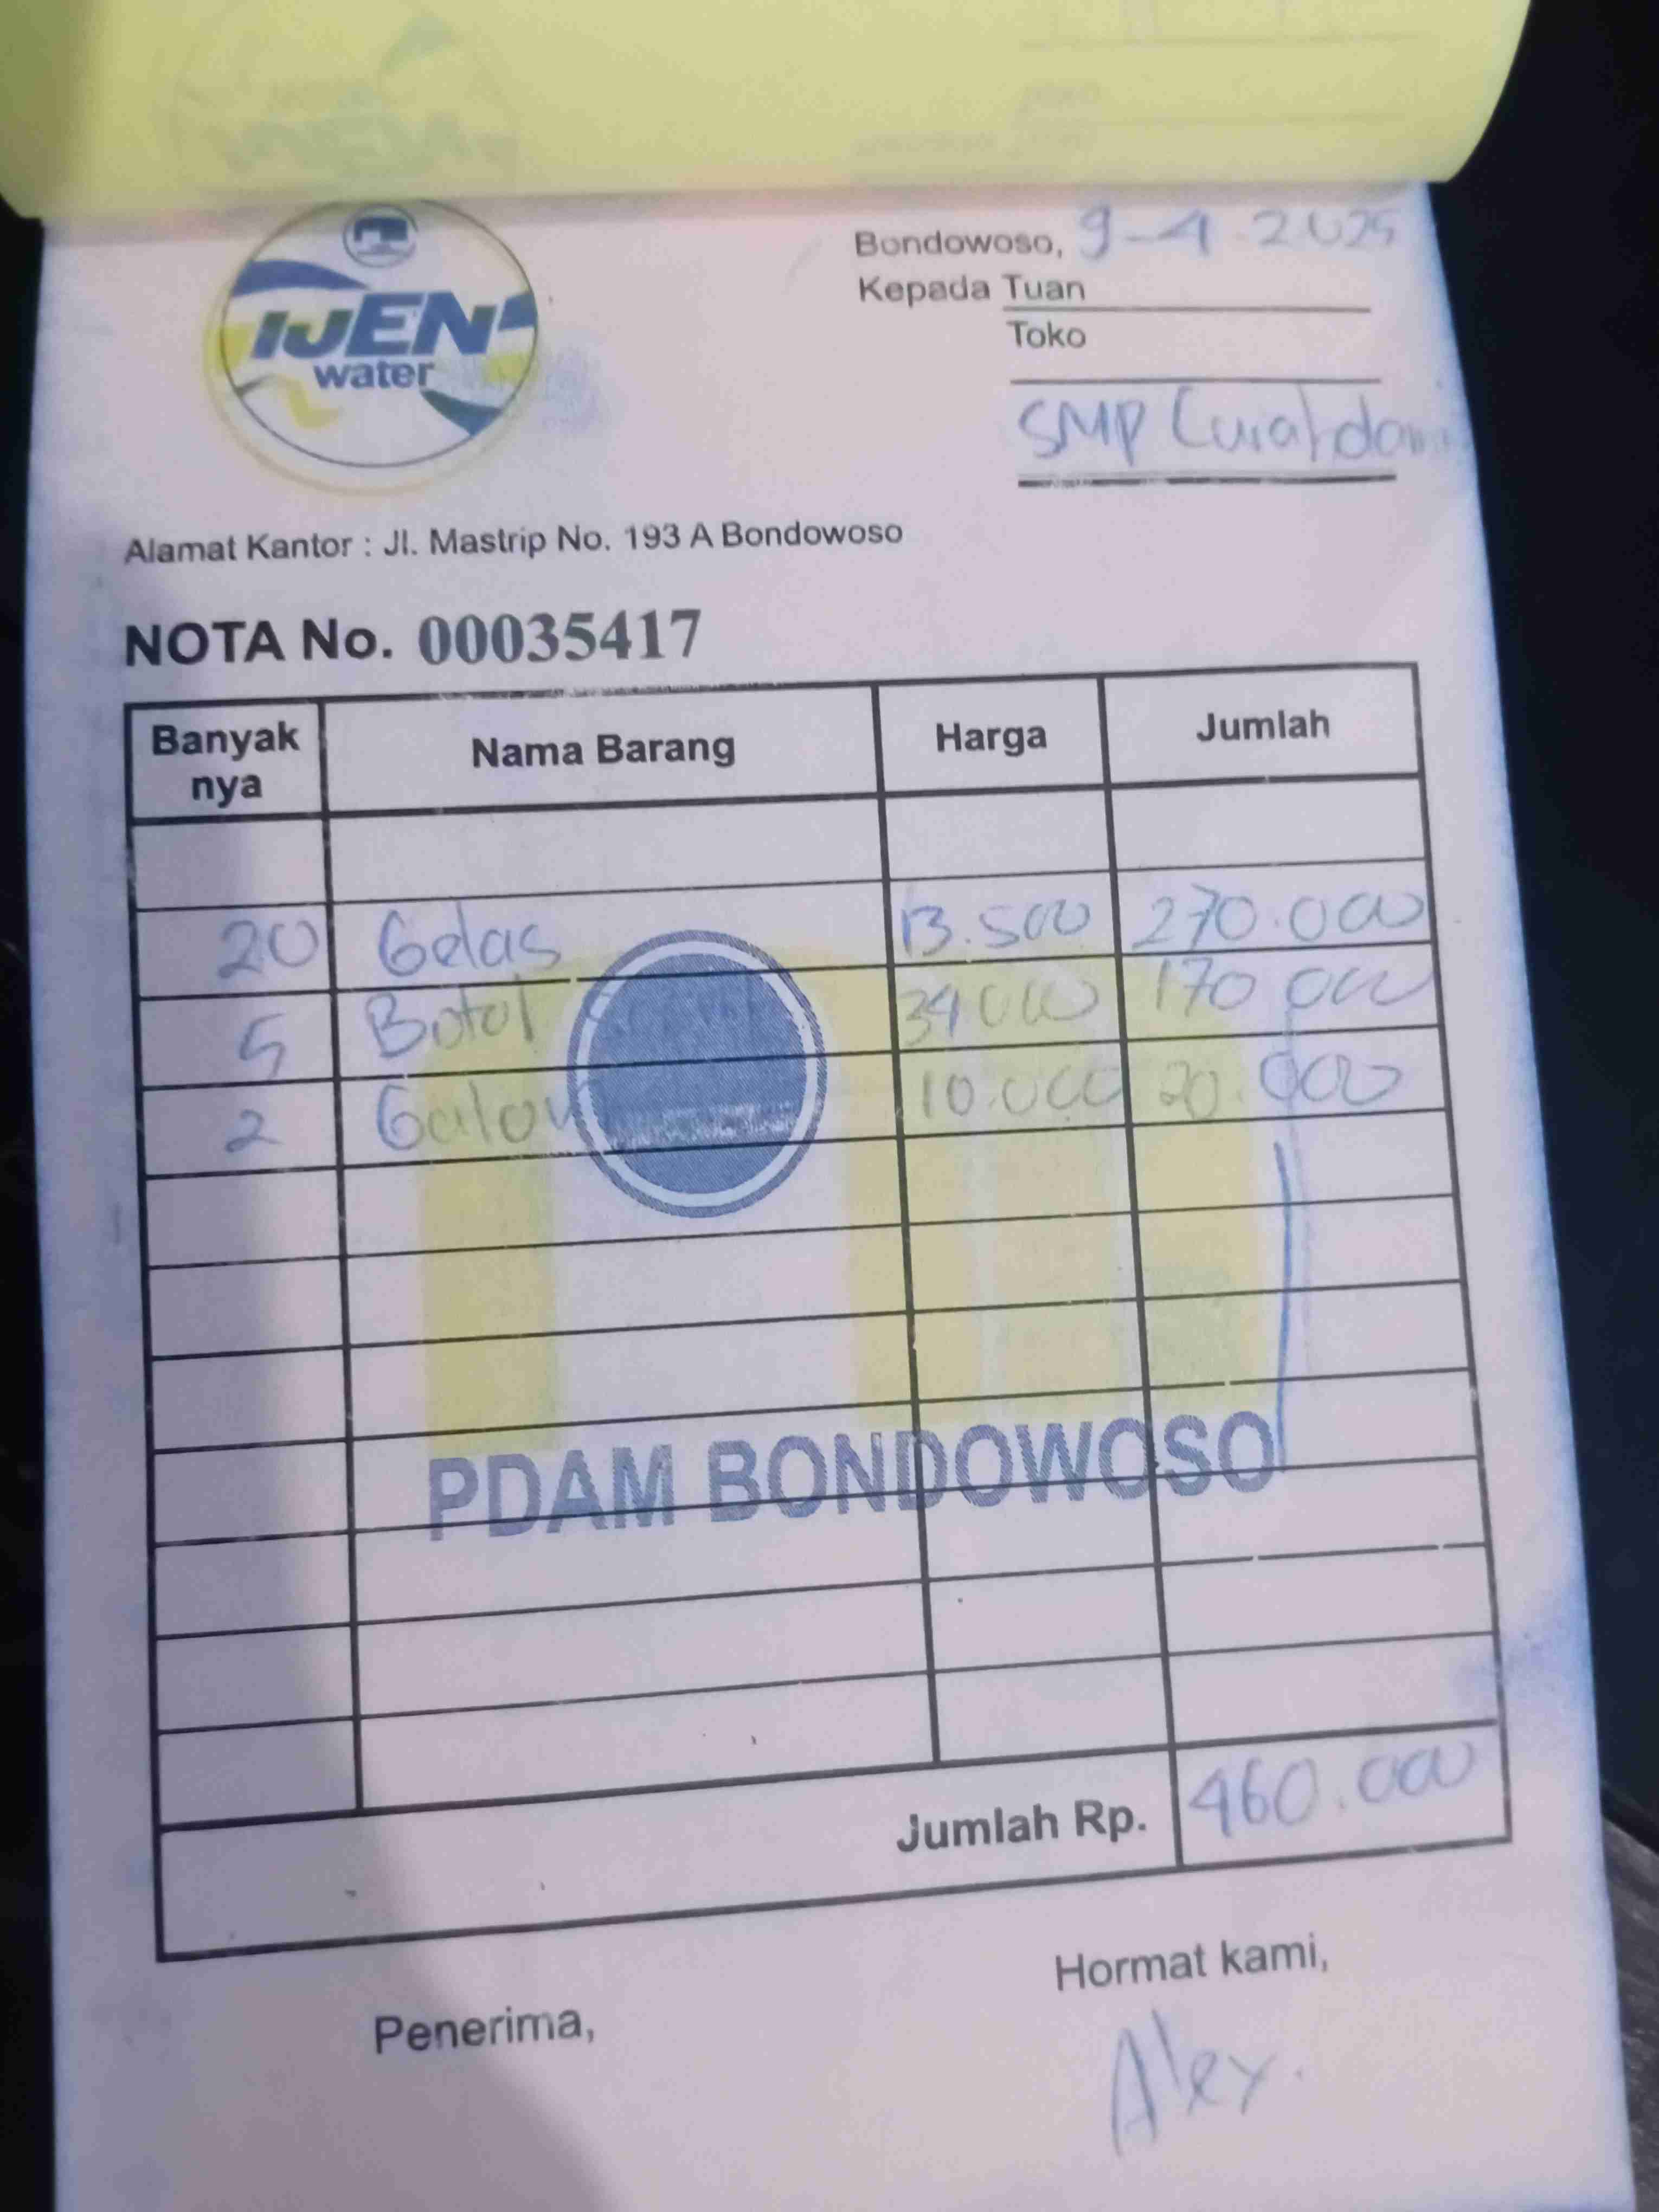 IJEN
water
Bondowoso, 9-4-2025
Kepada Tuan
Toko
SMP
Alamat Kantor : Jl. Mastrip No. 193 A Bondowoso
NOTA No. 00035417
Banyak nya Nama Barang Harga Jumlah
20 Gelas 13.500 270.000
5 Botol 34000 170 000
2 Galon 10.000 20.000
PDAM BONDOWOSO
Jumlah Rp. 460.000
Penerima, Hormat kami,
Alex.